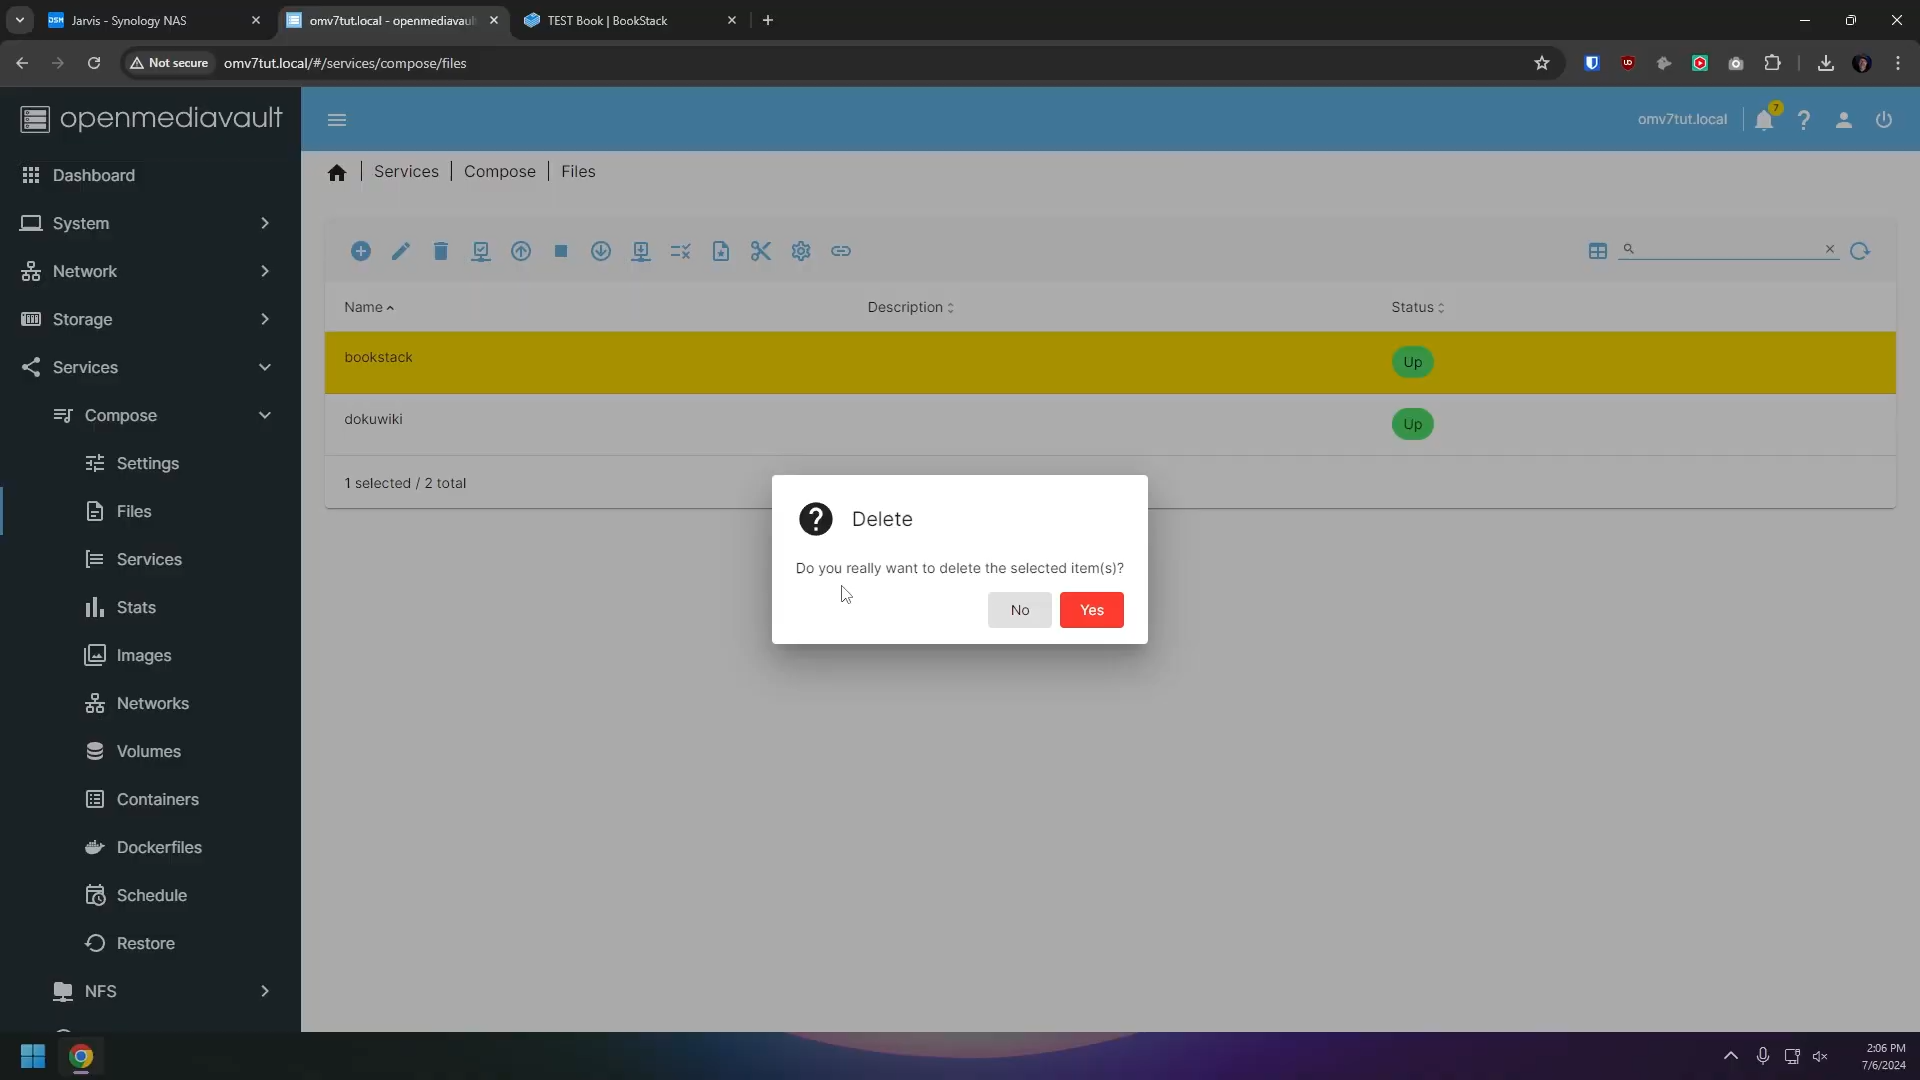 Jarvis - Synology NAS
omv7tut.local - openmediavau
TEST Book | BookStack
Not secure
omv7tut.local/#/services/compose/files
openmediavault
omv7tut.local
7
Dashboard
System
Network
Storage
Services
Compose
Settings
Files
Services
Stats
Images
Networks
Volumes
Containers
Dockerfiles
Schedule
Restore
NFS
Services | Compose | Files
Name
Description
Status
bookstack
Up
dokuwiki
Up
1 selected / 2 total
Delete
Do you really want to delete the selected item(s)?
No
Yes
2:06 PM
7/6/2024